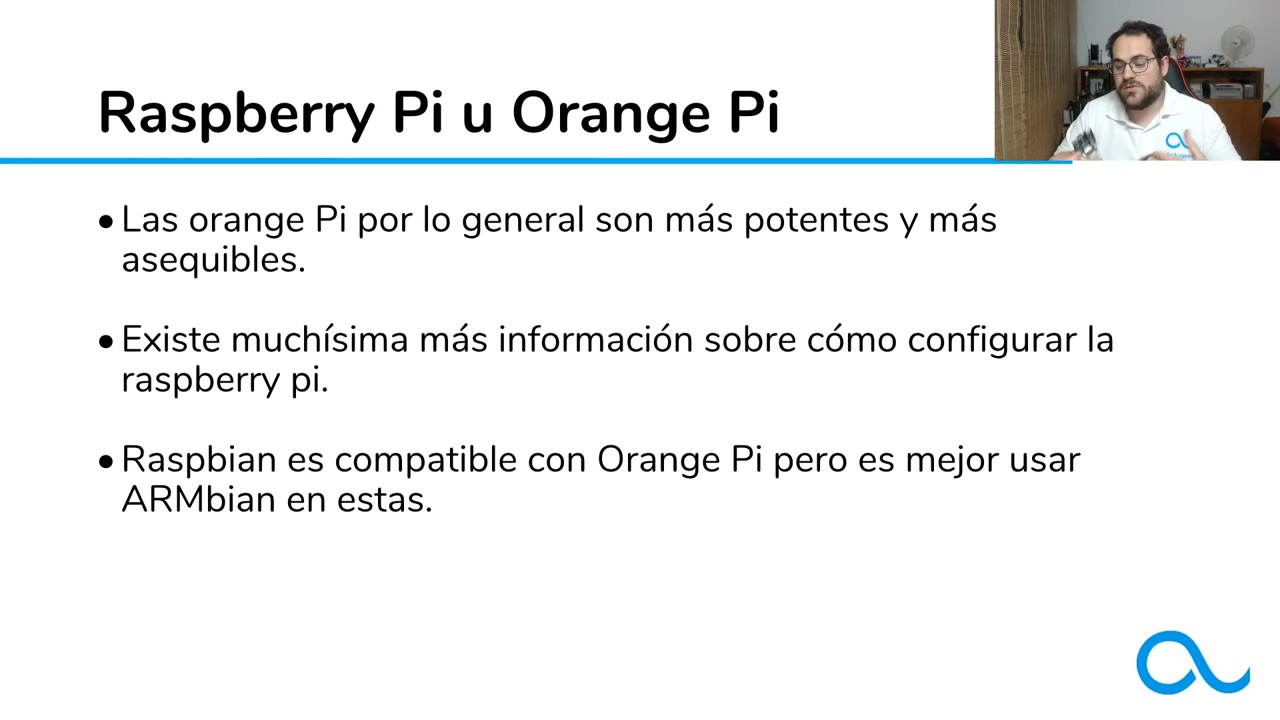 Raspberry Pi u Orange Pi
• Las orange Pi por lo general son más potentes y más
asequibles.
• Existe muchísima más información sobre cómo configurar la
raspberry pi.
• Raspbian es compatible con Orange Pi pero es mejor usar
ARMbian en estas.